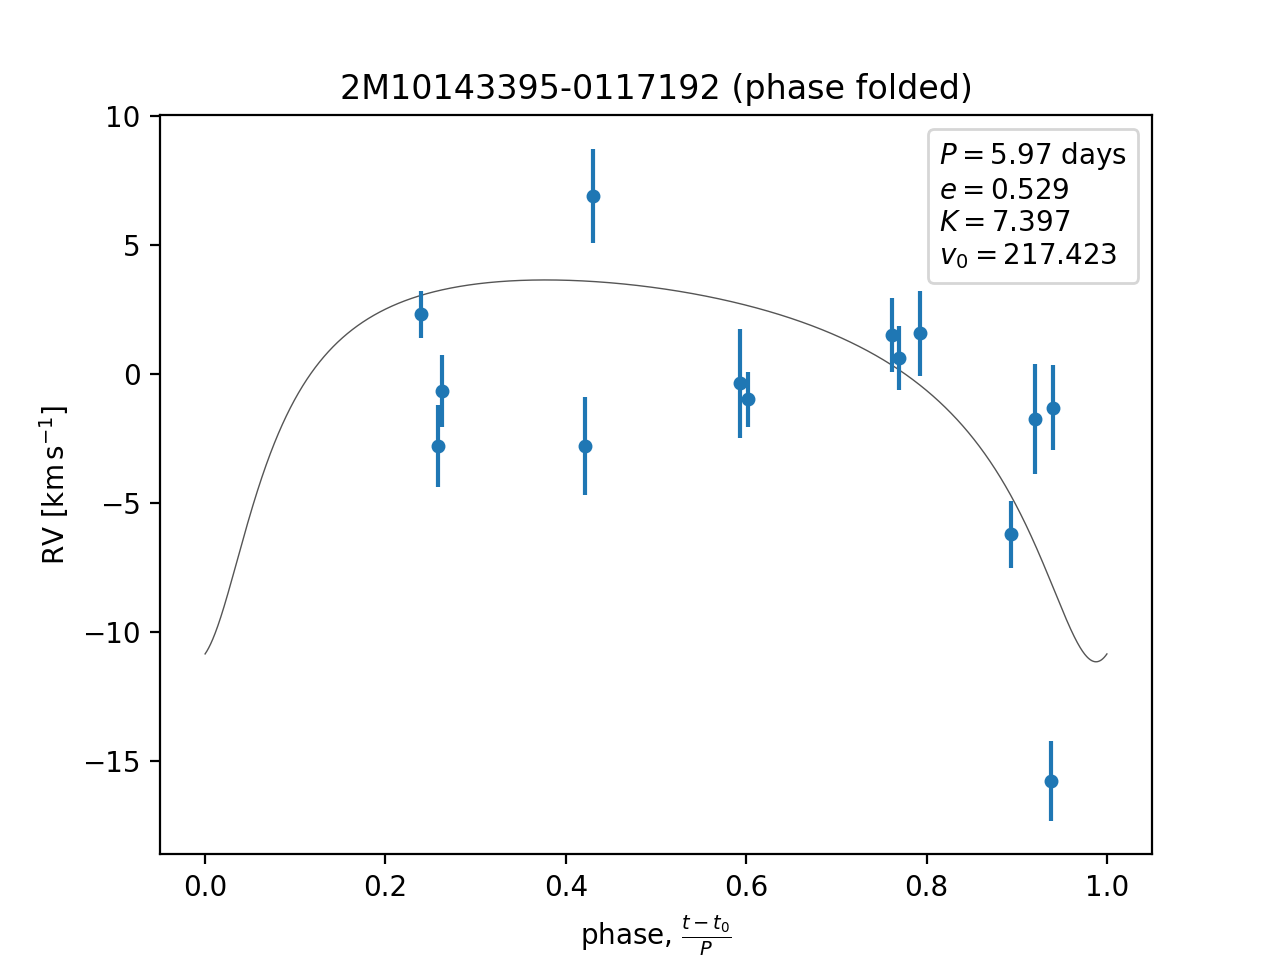 2M10143395-0117192 (phase folded)
P = 5.97 days
e = 0.529
K = 7.397
v₀ = 217.423
RV [km s⁻¹]
10
5
0
−5
−10
−15
0.0 0.2 0.4 0.6 0.8 1.0
phase, (t − t₀)/P